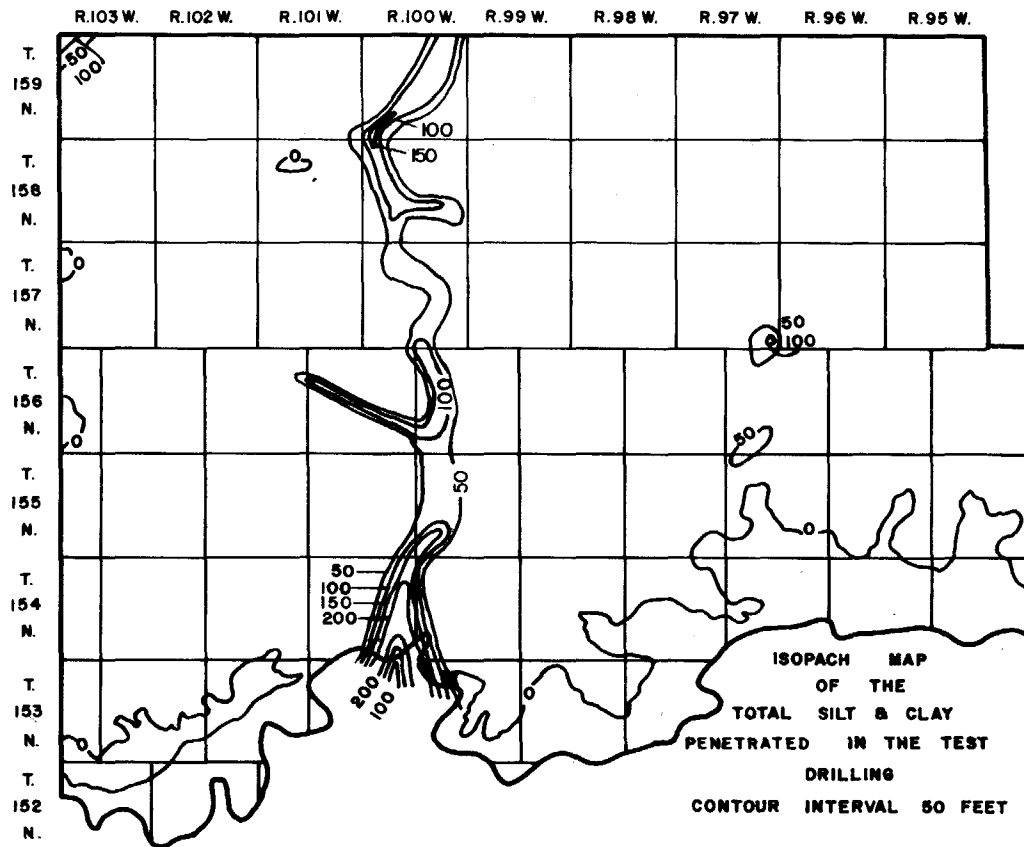 R.103 W. R.102 W. R.101 W. R.100 W. R.99 W. R.98 W. R.97 W. R.96 W. R.95 W.
T.
159
N.
50
100
100
150
T.
158
N.
0
T.
157
N.
0
50
100
T.
156
N.
0
100
50
T.
155
N.
50
0
T.
154
N.
50
100
150
200
T.
153
N.
0
200
100
0
T.
152
N.
ISOPACH MAP
OF THE
TOTAL SILT & CLAY
PENETRATED IN THE TEST
DRILLING
CONTOUR INTERVAL 50 FEET